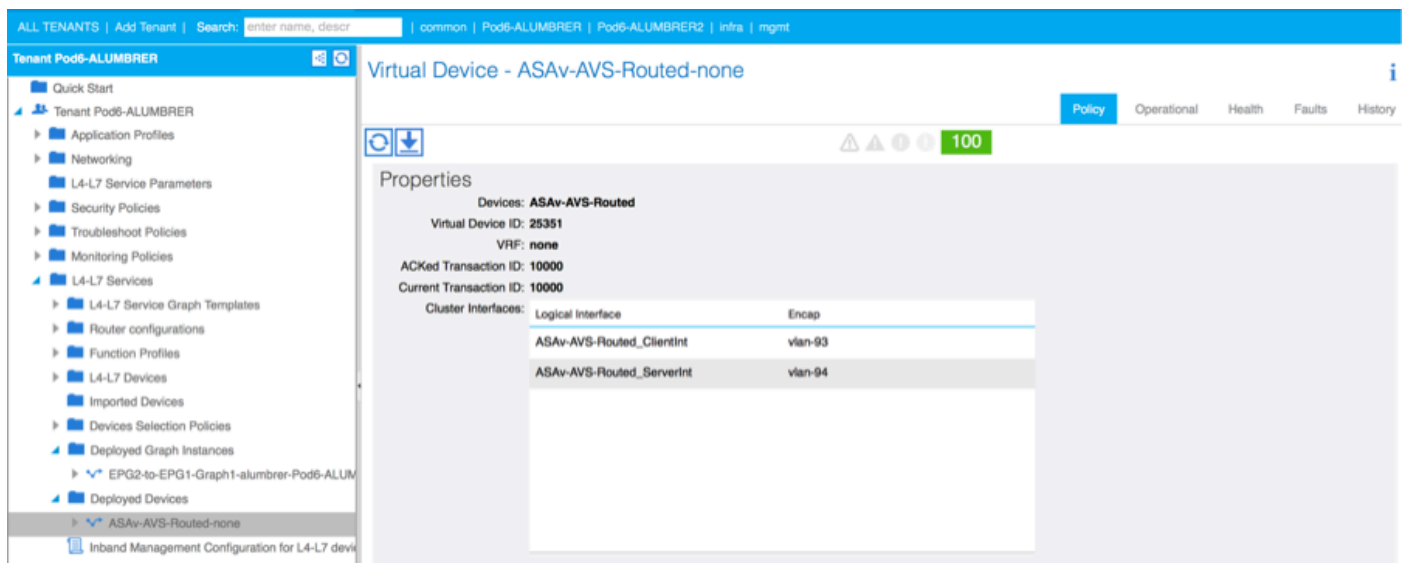 ALL TENANTS | Add Tenant | Search: enter name, descr | common | Pod6-ALUMBRER | Pod6-ALUMBRER2 | infra | mgmt
Tenant Pod6-ALUMBRER
Quick Start
Tenant Pod6-ALUMBRER
Application Profiles
Networking
L4-L7 Service Parameters
Security Policies
Troubleshoot Policies
Monitoring Policies
L4-L7 Services
L4-L7 Service Graph Templates
Router configurations
Function Profiles
L4-L7 Devices
Imported Devices
Devices Selection Policies
Deployed Graph Instances
EPG2-to-EPG1-Graph1-alumbrer-Pod6-ALUM
Deployed Devices
ASAv-AVS-Routed-none
Inband Management Configuration for L4-L7 devi
Virtual Device - ASAv-AVS-Routed-none
i
Policy Operational Health Faults History
100
Properties
Devices: ASAv-AVS-Routed
Virtual Device ID: 25351
VRF: none
ACKed Transaction ID: 10000
Current Transaction ID: 10000
Cluster Interfaces:
Logical Interface Encap
ASAv-AVS-Routed_ClientInt vlan-93
ASAv-AVS-Routed_ServerInt vlan-94